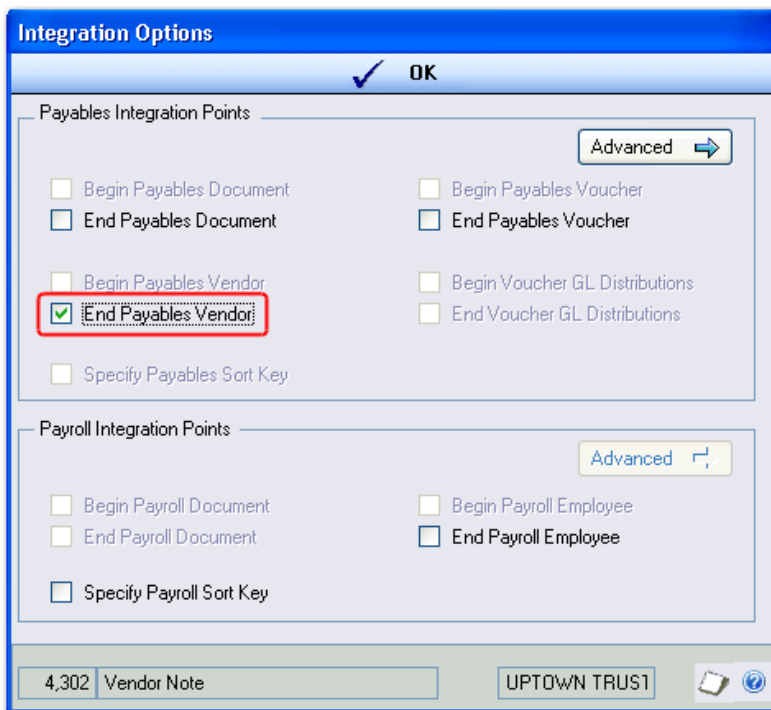 Integration Options
OK
Payables Integration Points
Advanced
Begin Payables Document
Begin Payables Voucher
End Payables Document
End Payables Voucher
Begin Payables Vendor
Begin Voucher GL Distributions
End Payables Vendor
End Voucher GL Distributions
Specify Payables Sort Key
Payroll Integration Points
Advanced
Begin Payroll Document
Begin Payroll Employee
End Payroll Document
End Payroll Employee
Specify Payroll Sort Key
4,302 Vendor Note UPTOWN TRUST